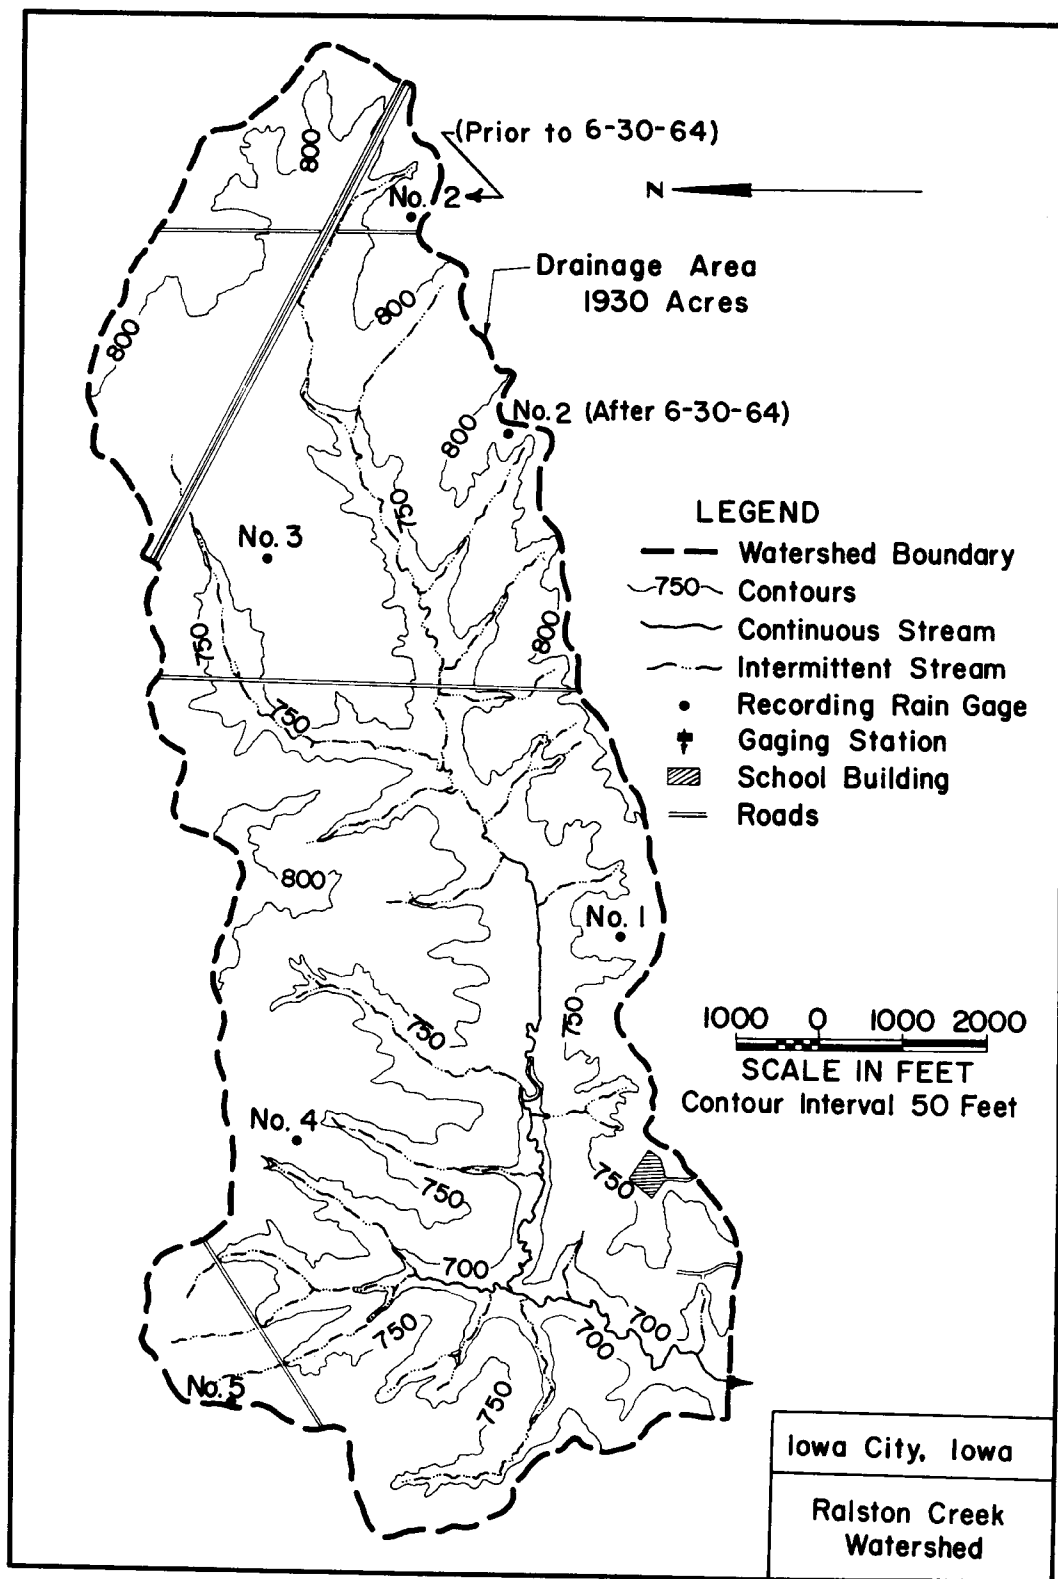 800
(Prior to 6-30-64)
No. 2
N
Drainage Area
1930 Acres
800
800
No. 2 (After 6-30-64)
800
750
LEGEND
No. 3
Watershed Boundary
750 Contours
Continuous Stream
750
800
Intermittent Stream
750
Recording Rain Gage
Gaging Station
School Building
Roads
800
No. 1
750
750
1000 0 1000 2000
SCALE IN FEET
Contour Interval 50 Feet
No. 4
750
750
700
700
750
700
No. 5
750
Iowa City, Iowa
Ralston Creek
Watershed